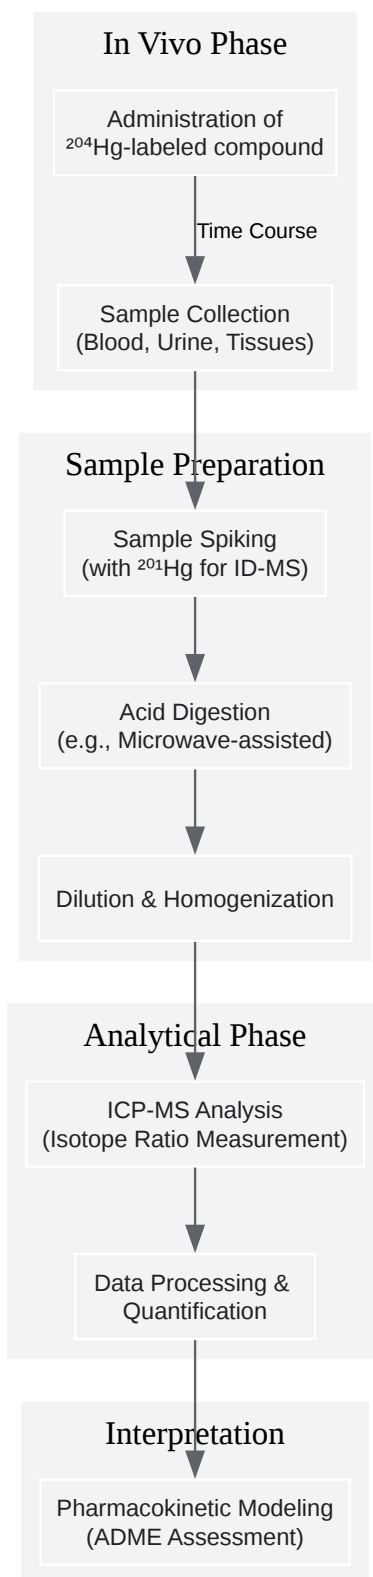 In Vivo Phase
Administration of
²⁰⁴Hg-labeled compound
Time Course
Sample Collection
(Blood, Urine, Tissues)
Sample Preparation
Sample Spiking
(with ²⁰¹Hg for ID-MS)
Acid Digestion
(e.g., Microwave-assisted)
Dilution & Homogenization
Analytical Phase
ICP-MS Analysis
(Isotope Ratio Measurement)
Data Processing &
Quantification
Interpretation
Pharmacokinetic Modeling
(ADME Assessment)